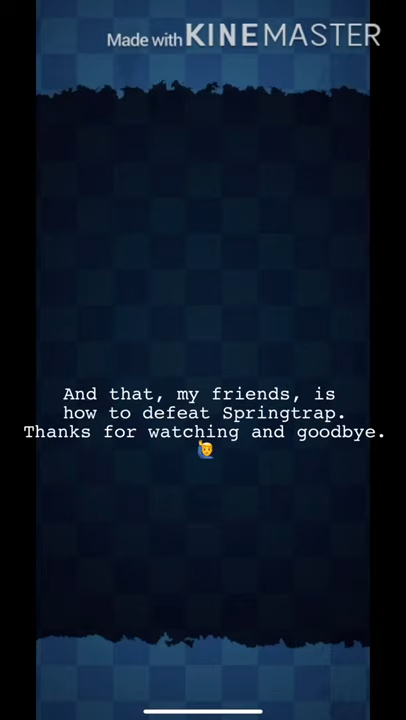 Made with KINEMASTER
And that, my friends, is
how to defeat Springtrap.
Thanks for watching and goodbye.
🙋‍♂️